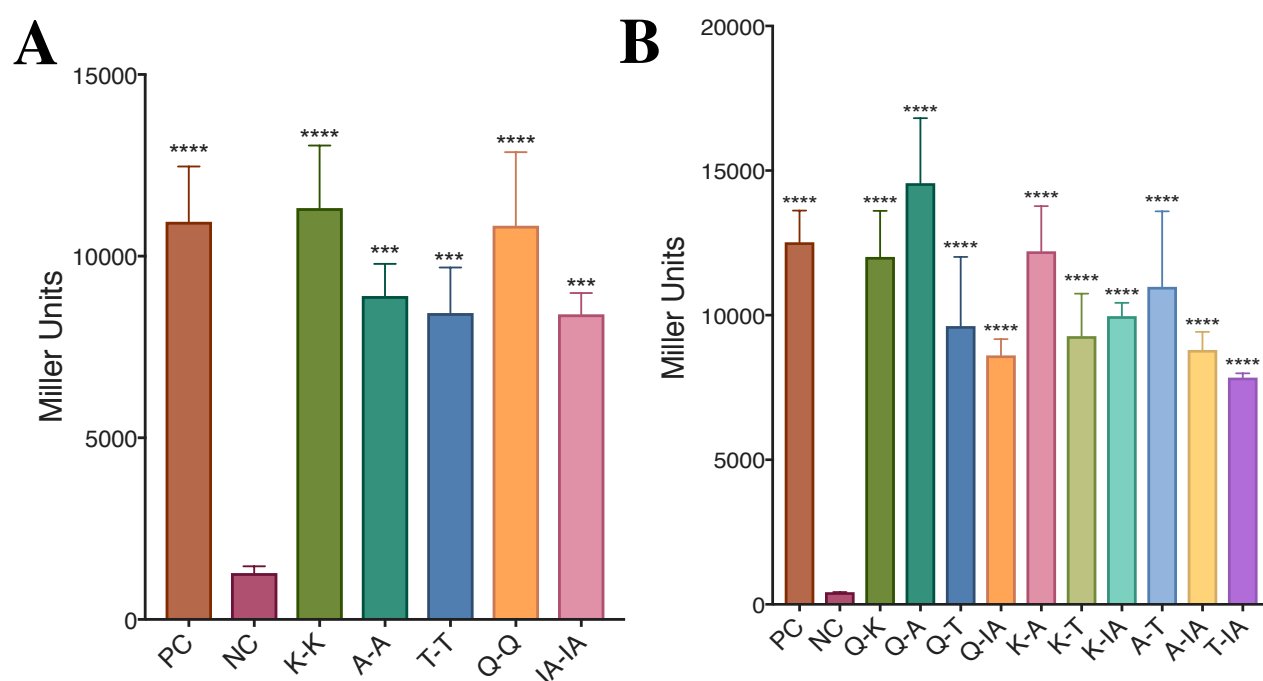 A
Miller Units
15000
10000
5000
0
**** **** *** *** **** ***
PC NC K-K A-A T-T Q-Q IA-IA
B
Miller Units
20000
15000
10000
5000
0
**** **** **** **** **** **** **** **** **** **** ****
PC NC Q-K Q-A Q-T Q-IA K-A K-T K-IA A-T A-IA T-IA